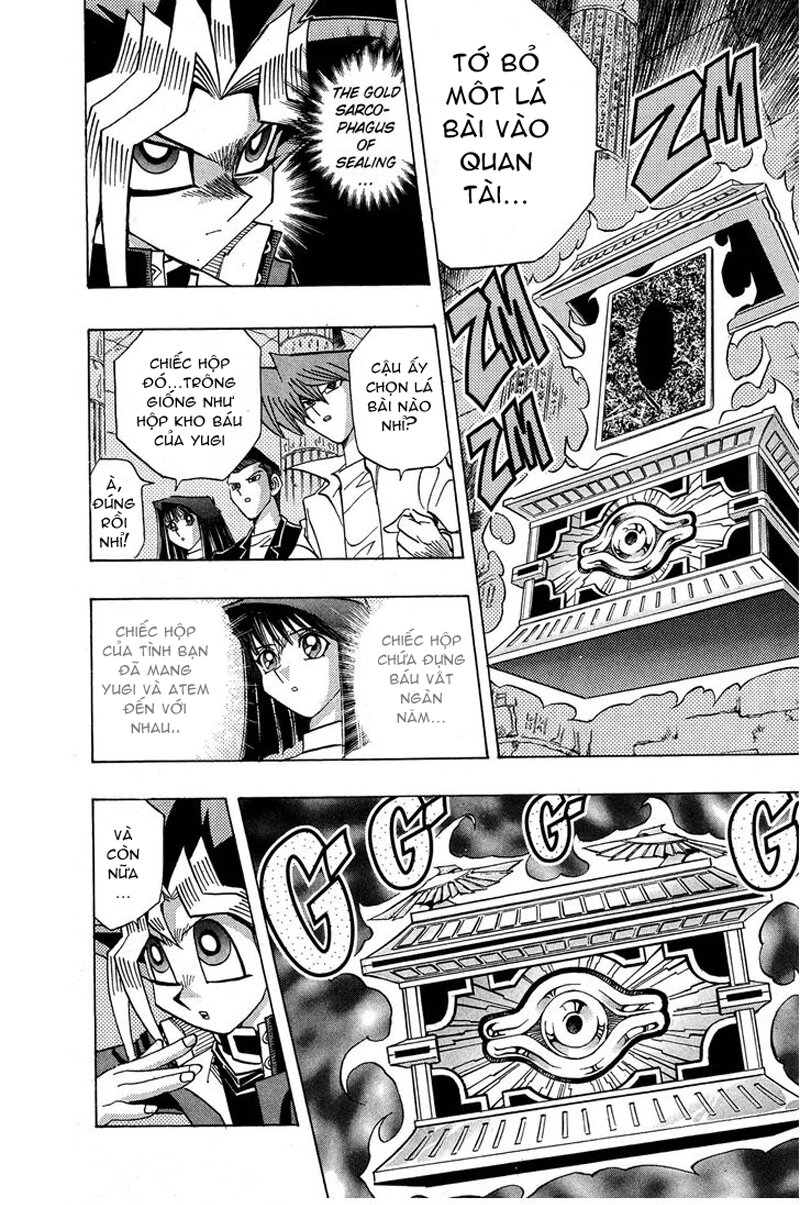 TỚ BỎ
MÔT LÁ
BÀI VÀO
QUAN
TÀI...
ZM
ZM
ZM
ZM
THE GOLD
SARCO-
PHAGUS
OF
SEALING
...
CẬU ẤY
CHỌN LÁ
BÀI NÀO
NHỈ?
CHIẾC HỘP
ĐÓ...TRÔNG
GIỐNG NHƯ
HỘP KHO BÁU
CỦA YUGI
À,
ĐÚNG
RỒI
NHỈ!
CHIẾC HỘP
CHỨA ĐỰNG
BÁU VẬT
NGÀN
NĂM...
CHIẾC HỘP
CỦA TÌNH BẠN
ĐÃ MANG
YUGI VÀ ATEM
ĐẾN VỚI
NHAU..
G
G
G
G
VÀ
CÒN
NỮA
...